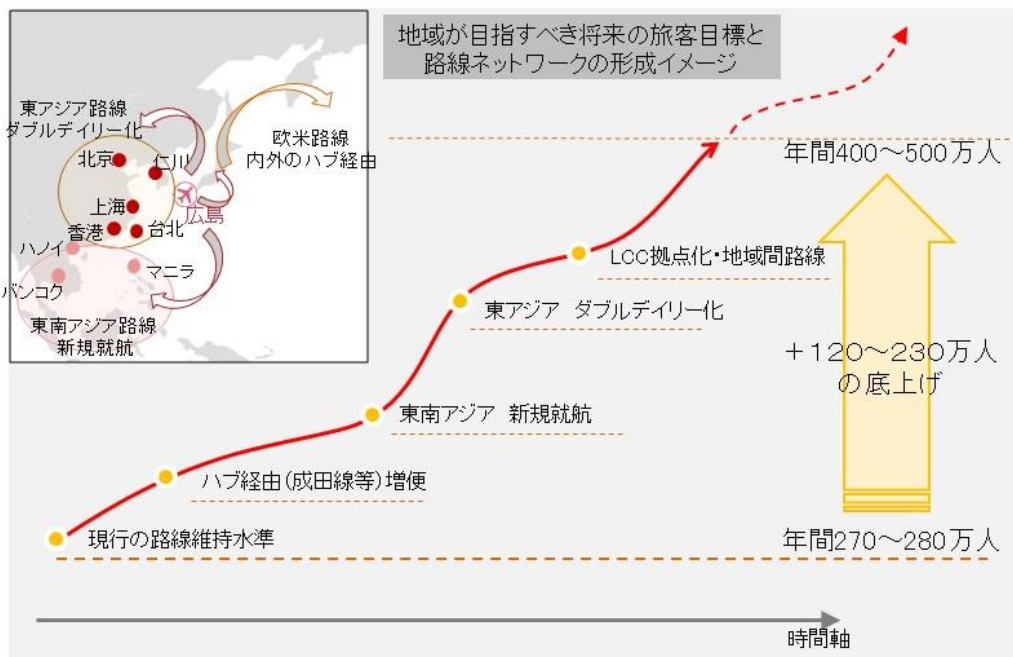 地域が目指すべき将来の旅客目標と
路線ネットワークの形成イメージ
東アジア路線
ダブルデイリー化
欧米路線
内外のハブ経由
北京
仁川
上海
広島
香港
台北
ハノイ
マニラ
バンコク
東南アジア路線
新規就航
年間400～500万人
LCC拠点化・地域間路線
東アジア ダブルデイリー化
＋120～230万人
の底上げ
東南アジア 新規就航
ハブ経由（成田線等）増便
現行の路線維持水準
年間270～280万人
時間軸